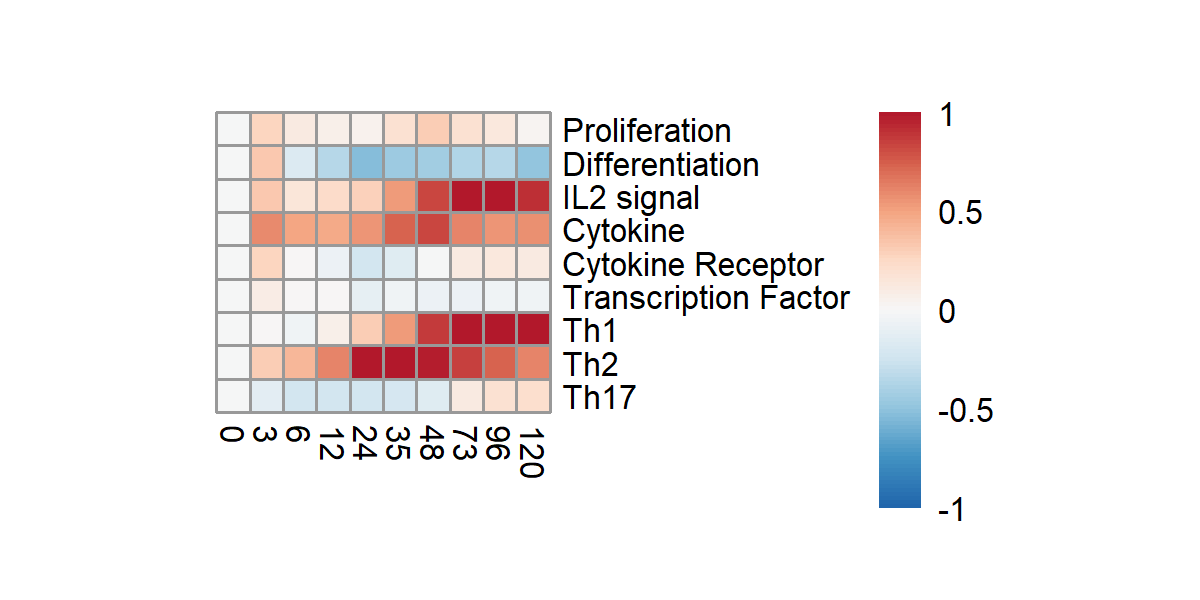 Proliferation
Differentiation
IL2 signal
Cytokine
Cytokine Receptor
Transcription Factor
Th1
Th2
Th17
0 3 6 12 24 35 48 73 96 120
1
0.5
0
-0.5
-1